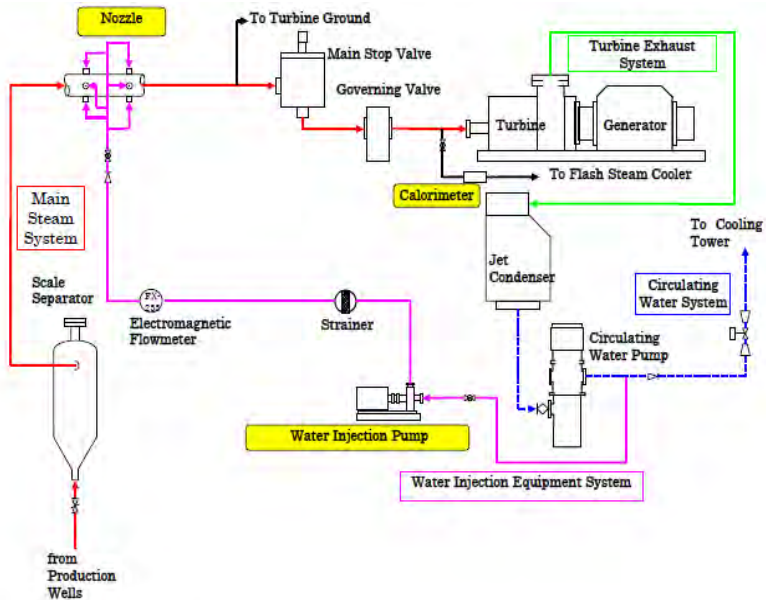 Nozzle
To Turbine Ground
Main Stop Valve
Governing Valve
Turbine Exhaust
System
Turbine
Generator
To Flash Steam Cooler
Calorimeter
Main
Steam
System
Scale
Separator
Electromagnetic
Flowmeter
Strainer
Jet
Condenser
To Cooling
Tower
Circulating
Water System
Circulating
Water Pump
Water Injection Pump
Water Injection Equipment System
from
Production
Wells